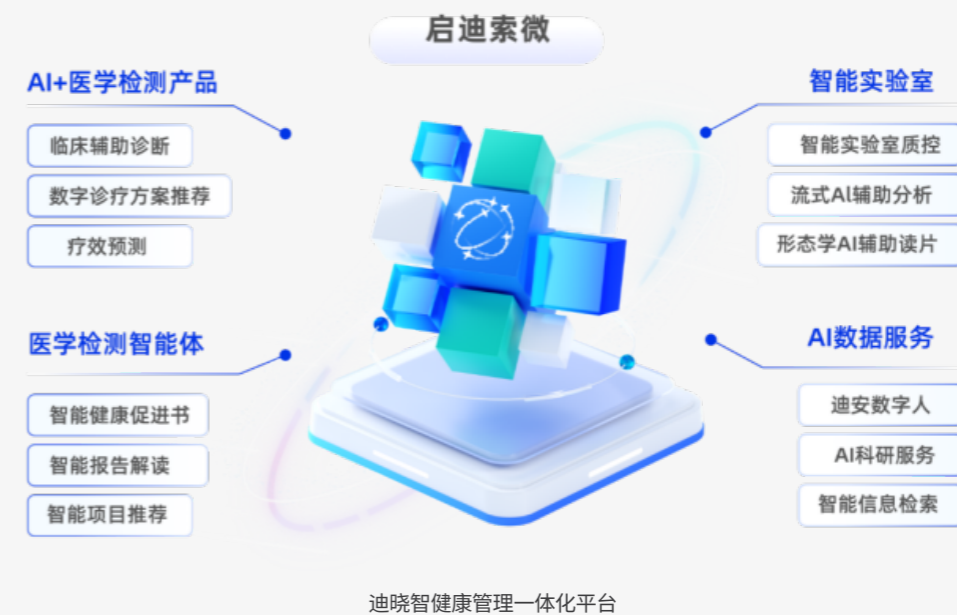 启迪索微
AI+医学检测产品
临床辅助诊断
数字诊疗方案推荐
疗效预测
医学检测智能体
智能健康促进书
智能报告解读
智能项目推荐
智能实验室
智能实验室质控
流式AI辅助分析
形态学AI辅助读片
AI数据服务
迪安数字人
AI科研服务
智能信息检索
迪晓智健康管理一体化平台